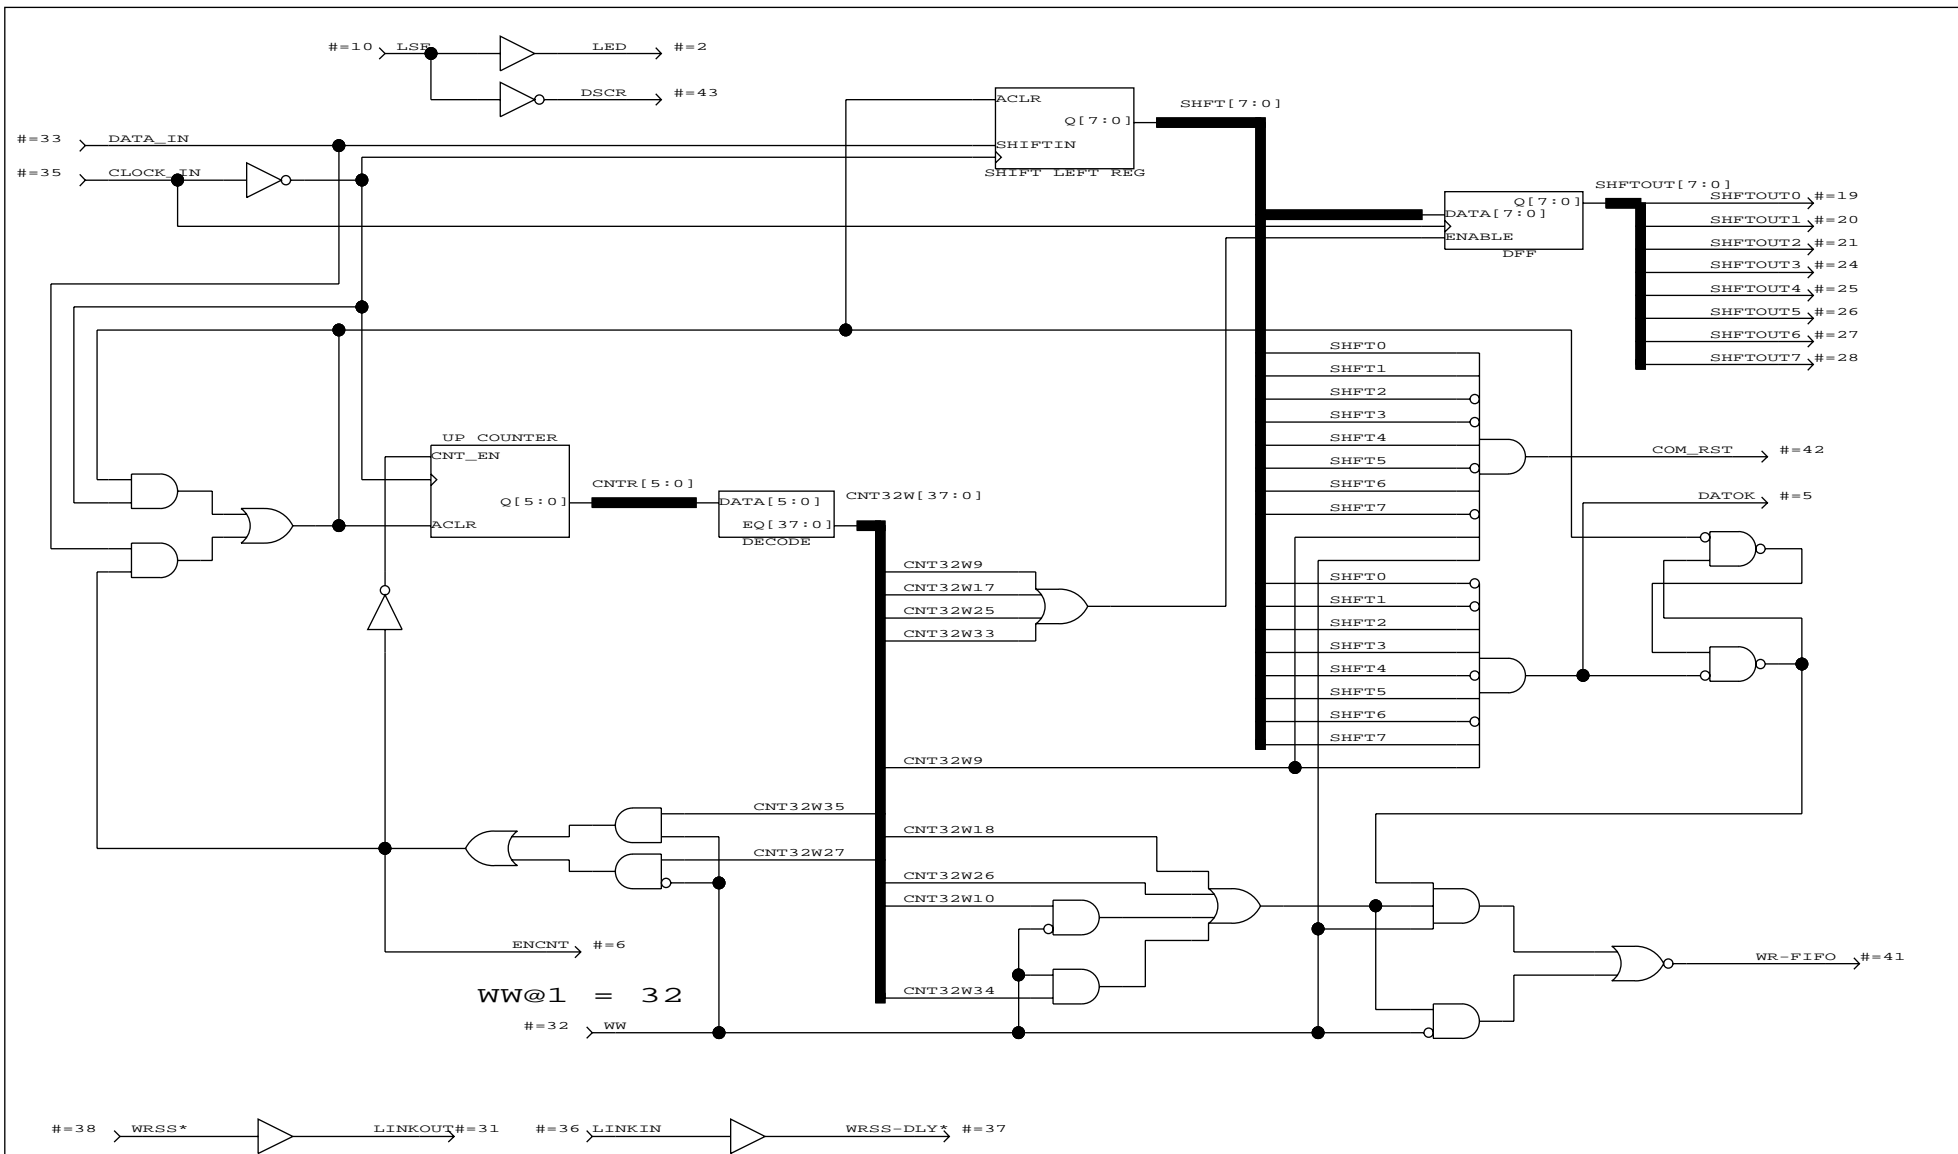 #=10 LSE LED #=2
DSCR #=43
ACLR SHFT[7:0]
Q[7:0]
#=33 DATA_IN SHIFTIN
#=35 CLOCK_IN SHIFT LEFT REG
SHFTOUT[7:0]
Q[7:0] SHFTOUT0 #=19
DATA[7:0]
SHFTOUT1 #=20
ENABLE SHFTOUT2 #=21
DFF
SHFTOUT3 #=24
SHFTOUT4 #=25
SHFTOUT5 #=26
SHFTOUT6 #=27
SHFT0
SHFTOUT7 #=28
SHFT1
SHFT2
SHFT3
UP COUNTER SHFT4
CNT_EN COM_RST #=42
SHFT5
CNTR[5:0] SHFT6
CNT32W[37:0] DATOK #=5
Q[5:0] DATA[5:0] SHFT7
ACLR EQ[37:0]
DECODE
CNT32W9
SHFT0
CNT32W17
SHFT1
CNT32W25
SHFT2
CNT32W33
SHFT3
SHFT4
SHFT5
SHFT6
SHFT7
CNT32W9
CNT32W35
CNT32W18
CNT32W27
CNT32W26
CNT32W10
ENCNT #=6
WR-FIFO #=41
WW@1 = 32 CNT32W34
#=32 WW
#=38 WRSS* LINKOUT #=31 #=36 LINKIN WRSS-DLY* #=37